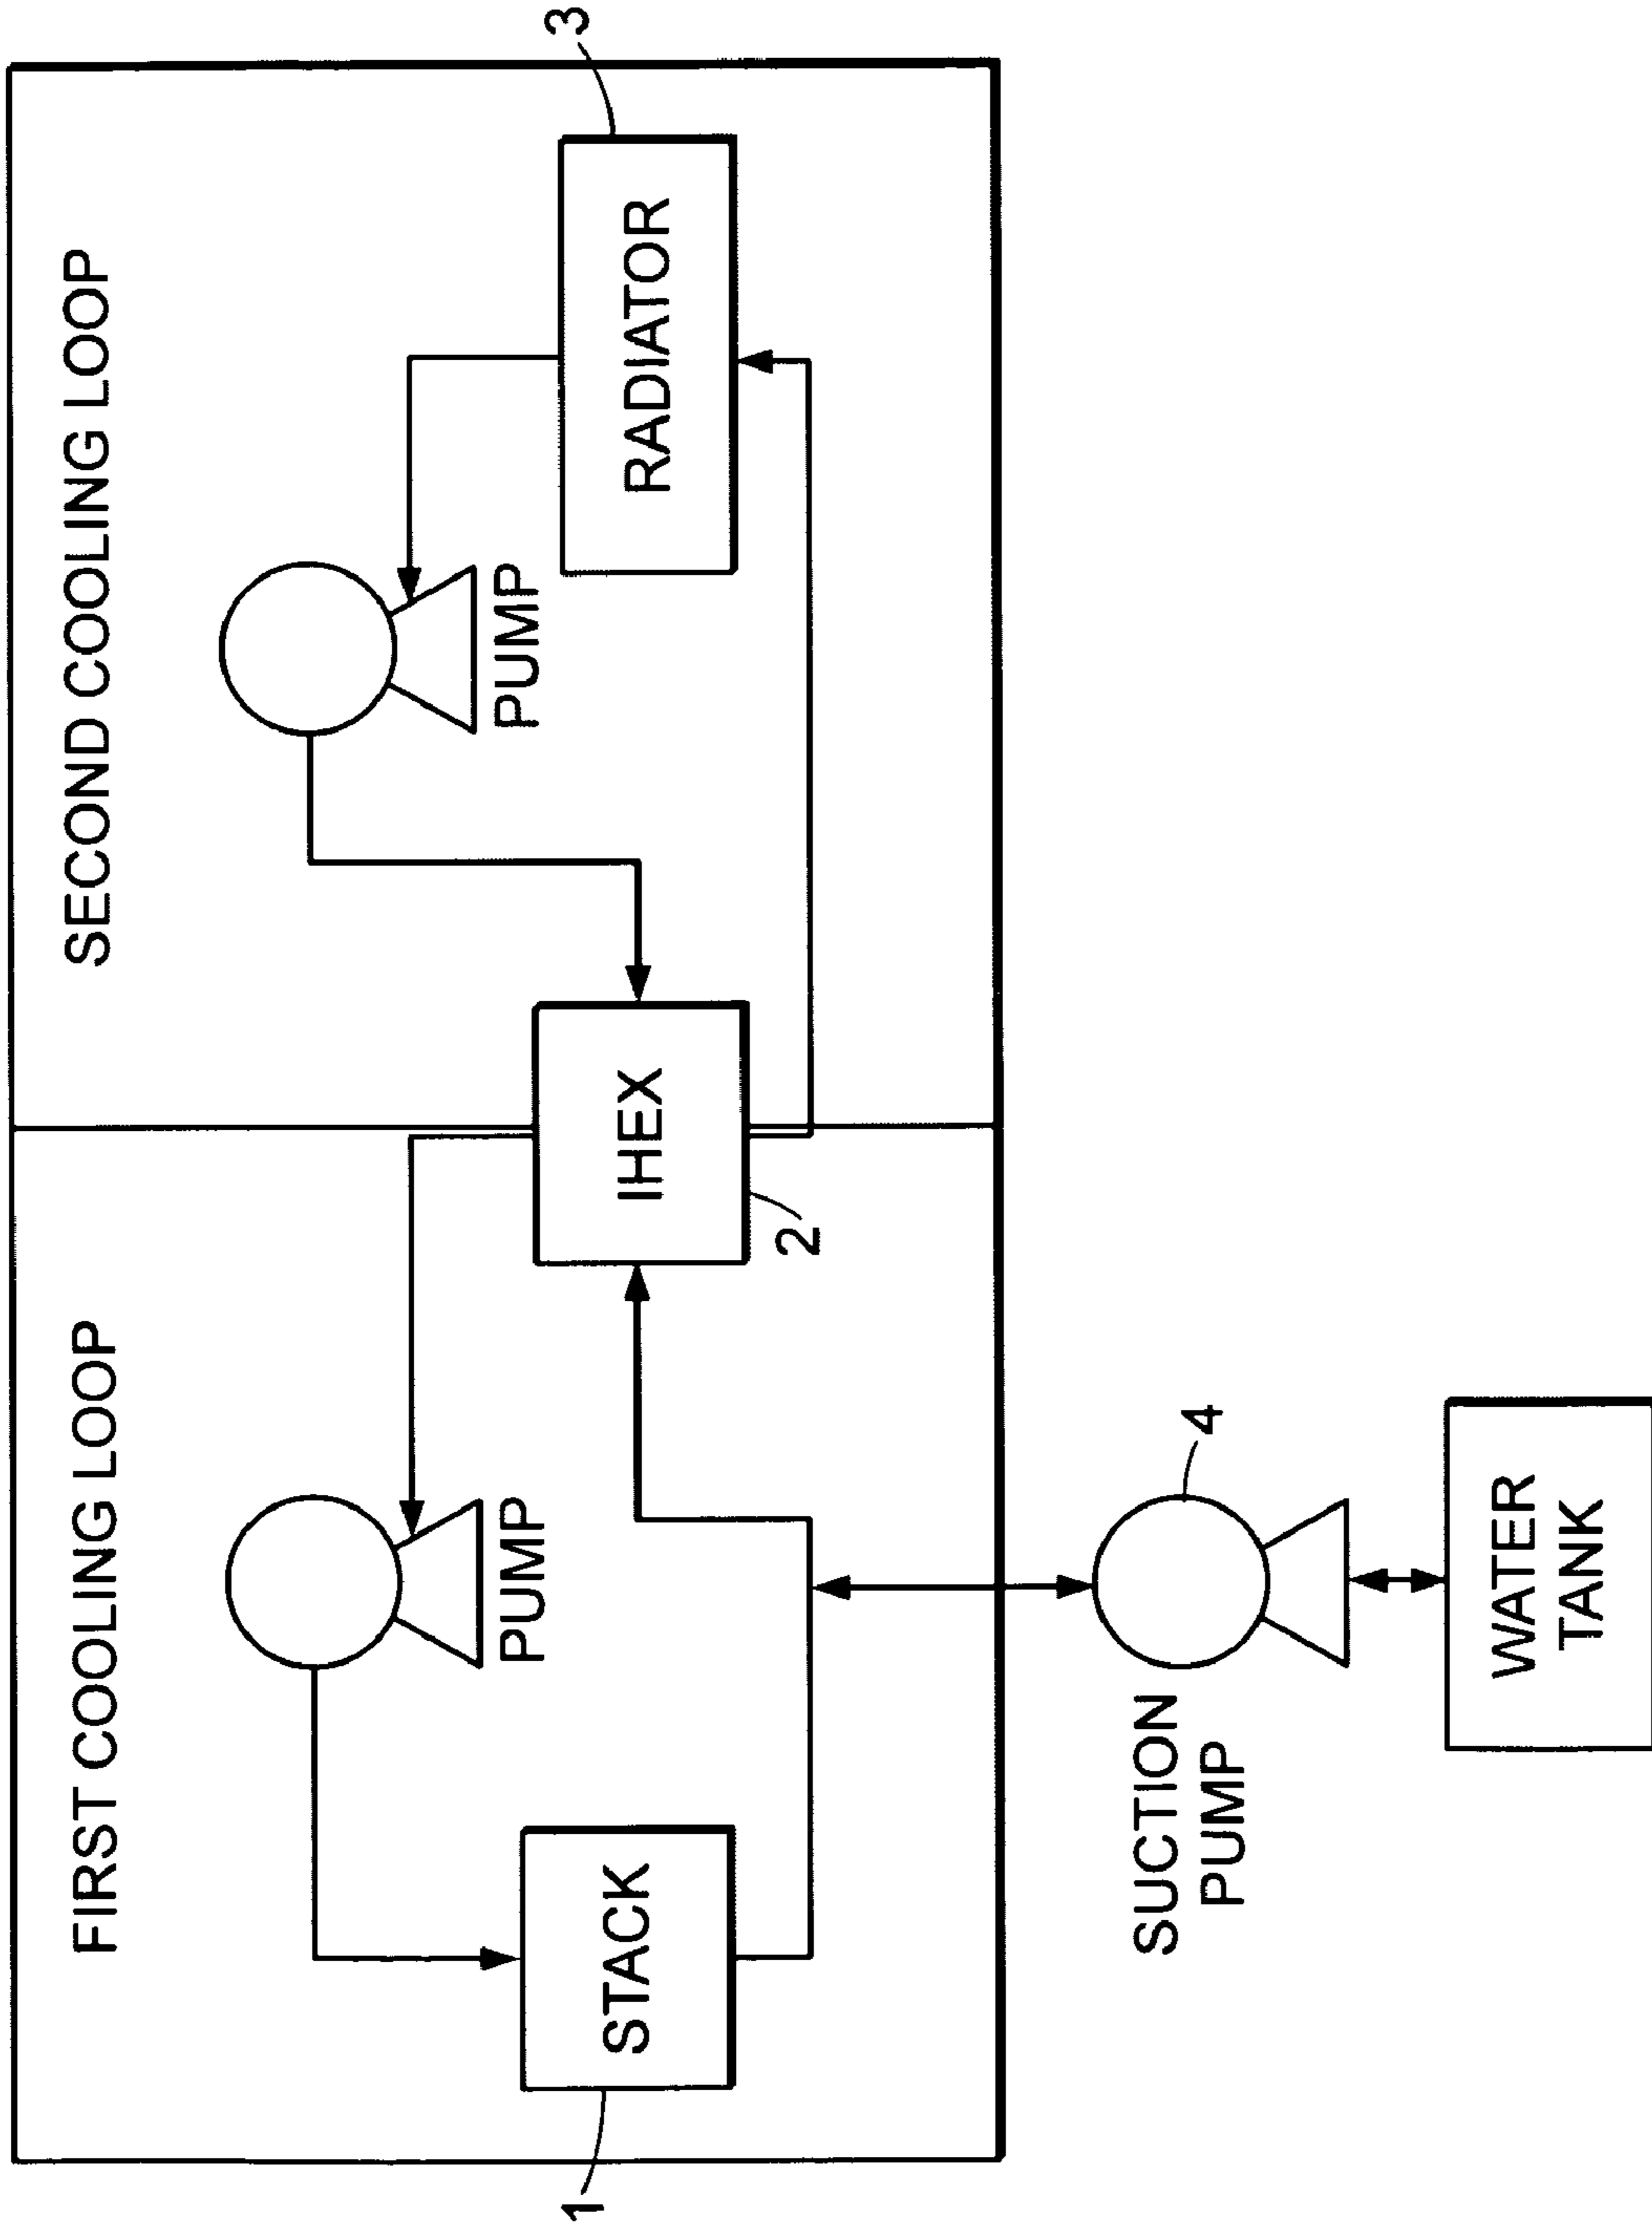 FIRST COOLING LOOP
SECOND COOLING LOOP
PUMP
PUMP
3
STACK
IHEX
RADIATOR
1
2
4
SUCTION
PUMP
WATER
TANK